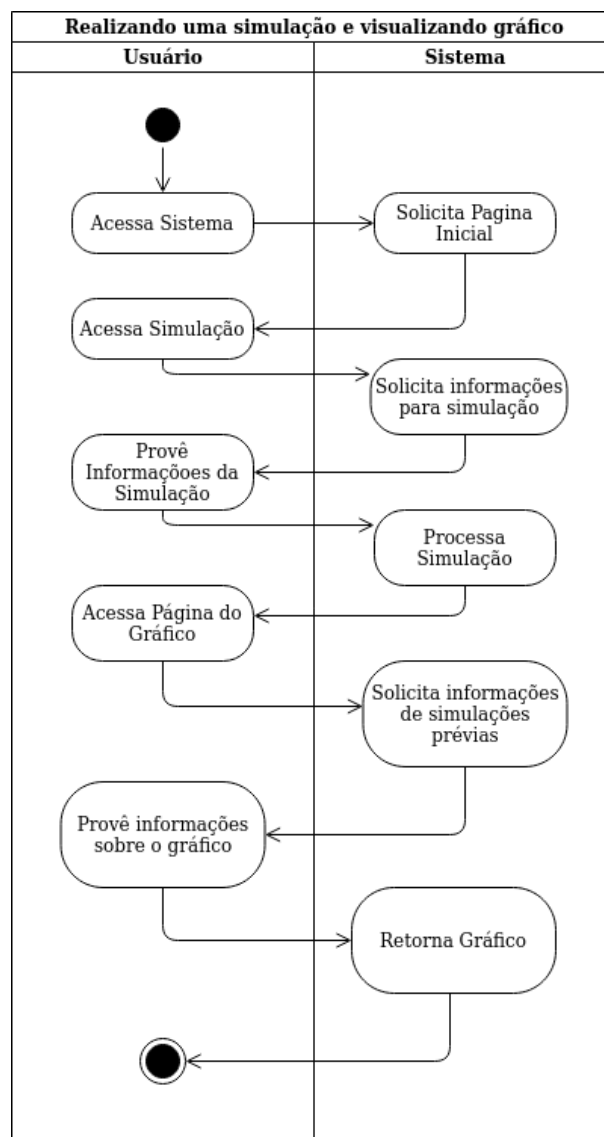 Realizando uma simulação e visualizando gráfico
Usuário
Sistema
Acessa Sistema
Solicita Pagina
Inicial
Acessa Simulação
Solicita informações
para simulação
Provê
Informaçõoes da
Simulação
Processa
Simulação
Acessa Página do
Gráfico
Solicita informações
de simulações
prévias
Provê informações
sobre o gráfico
Retorna Gráfico